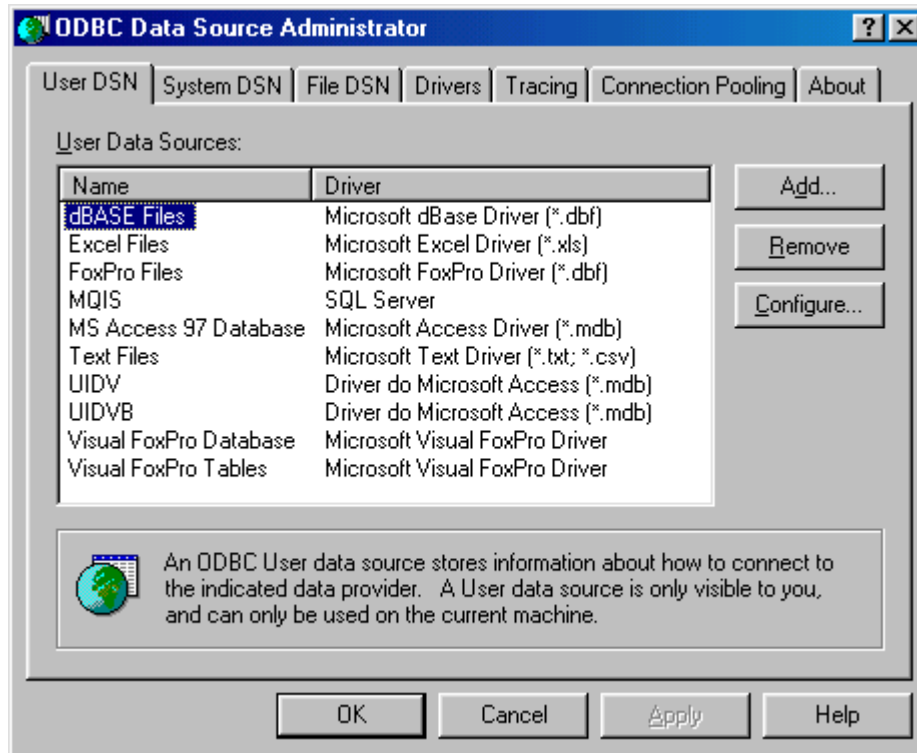 ODBC Data Source Administrator
User DSN System DSN File DSN Drivers Tracing Connection Pooling About
User Data Sources:
Name Driver
dBASE Files Microsoft dBase Driver (*.dbf)
Excel Files Microsoft Excel Driver (*.xls)
FoxPro Files Microsoft FoxPro Driver (*.dbf)
MQIS SQL Server
MS Access 97 Database Microsoft Access Driver (*.mdb)
Text Files Microsoft Text Driver (*.txt; *.csv)
UIDV Driver do Microsoft Access (*.mdb)
UIDVB Driver do Microsoft Access (*.mdb)
Visual FoxPro Database Microsoft Visual FoxPro Driver
Visual FoxPro Tables Microsoft Visual FoxPro Driver
Add...
Remove
Configure...
An ODBC User data source stores information about how to connect to
the indicated data provider. A User data source is only visible to you,
and can only be used on the current machine.
OK Cancel Apply Help